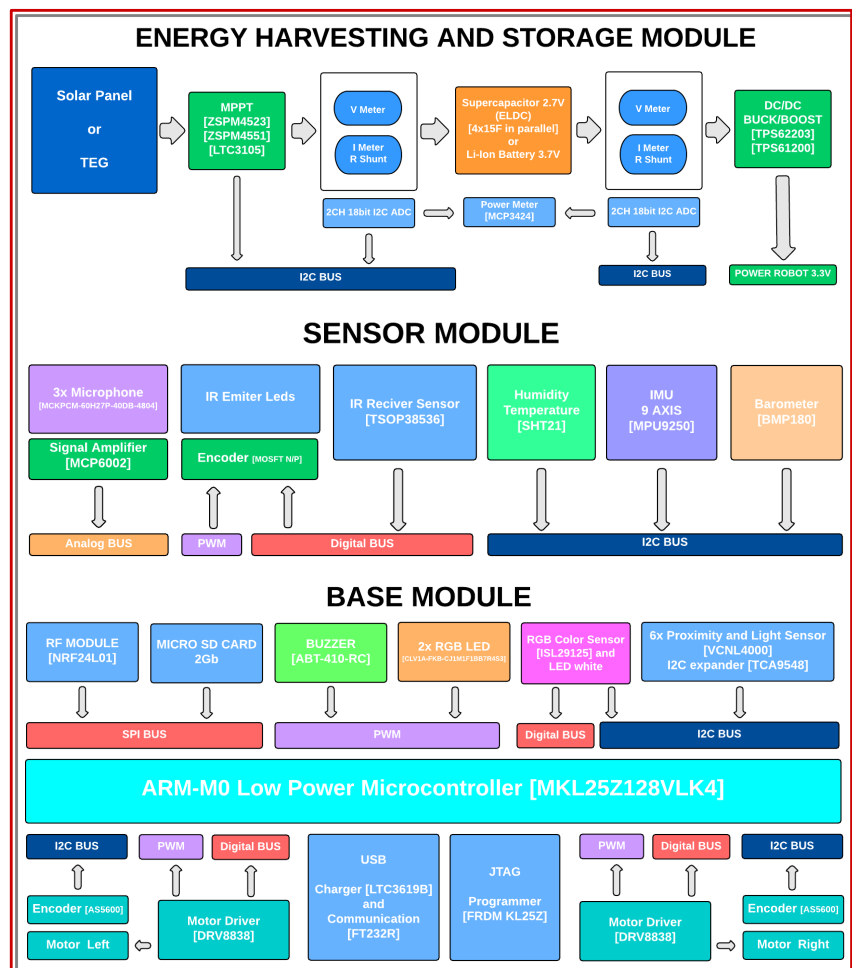 ENERGY HARVESTING AND STORAGE MODULE
Solar Panel
or
TEG
MPPT
[ZSPM4523]
[ZSPM4551]
[LTC3105]
V Meter
I Meter
R Shunt
Supercapacitor 2.7V
(ELDC)
[4x15F in parallel]
or
Li-Ion Battery 3.7V
V Meter
I Meter
R Shunt
DC/DC
BUCK/BOOST
[TPS62203]
[TPS61200]
2CH 18bit I2C ADC
Power Meter
[MCP3424]
2CH 18bit I2C ADC
I2C BUS
I2C BUS
POWER ROBOT 3.3V
SENSOR MODULE
3x Microphone
[MCKPCM-60H27P-40DB-4804]
IR Emiter Leds
IR Reciver Sensor
[TSOP38536]
Humidity
Temperature
[SHT21]
IMU
9 AXIS
[MPU9250]
Barometer
[BMP180]
Signal Amplifier
[MCP6002]
Encoder [MOSFT N/P]
Analog BUS
PWM
Digital BUS
I2C BUS
BASE MODULE
RF MODULE
[NRF24L01]
MICRO SD CARD
2Gb
BUZZER
[ABT-410-RC]
2x RGB LED
[CLV1A-FKB-CJ1M1F1BB7R4S3]
RGB Color Sensor
[ISL29125] and
LED white
6x Proximity and Light Sensor
[VCNL4000]
I2C expander [TCA9548]
SPI BUS
PWM
Digital BUS
I2C BUS
ARM-M0 Low Power Microcontroller [MKL25Z128VLK4]
I2C BUS
PWM
Digital BUS
USB
Charger [LTC3619B]
and
Communication
[FT232R]
JTAG
Programmer
[FRDM KL25Z]
PWM
Digital BUS
I2C BUS
Encoder [AS5600]
Motor Driver
[DRV8838]
Motor Left
Motor Driver
[DRV8838]
Encoder [AS5600]
Motor Right